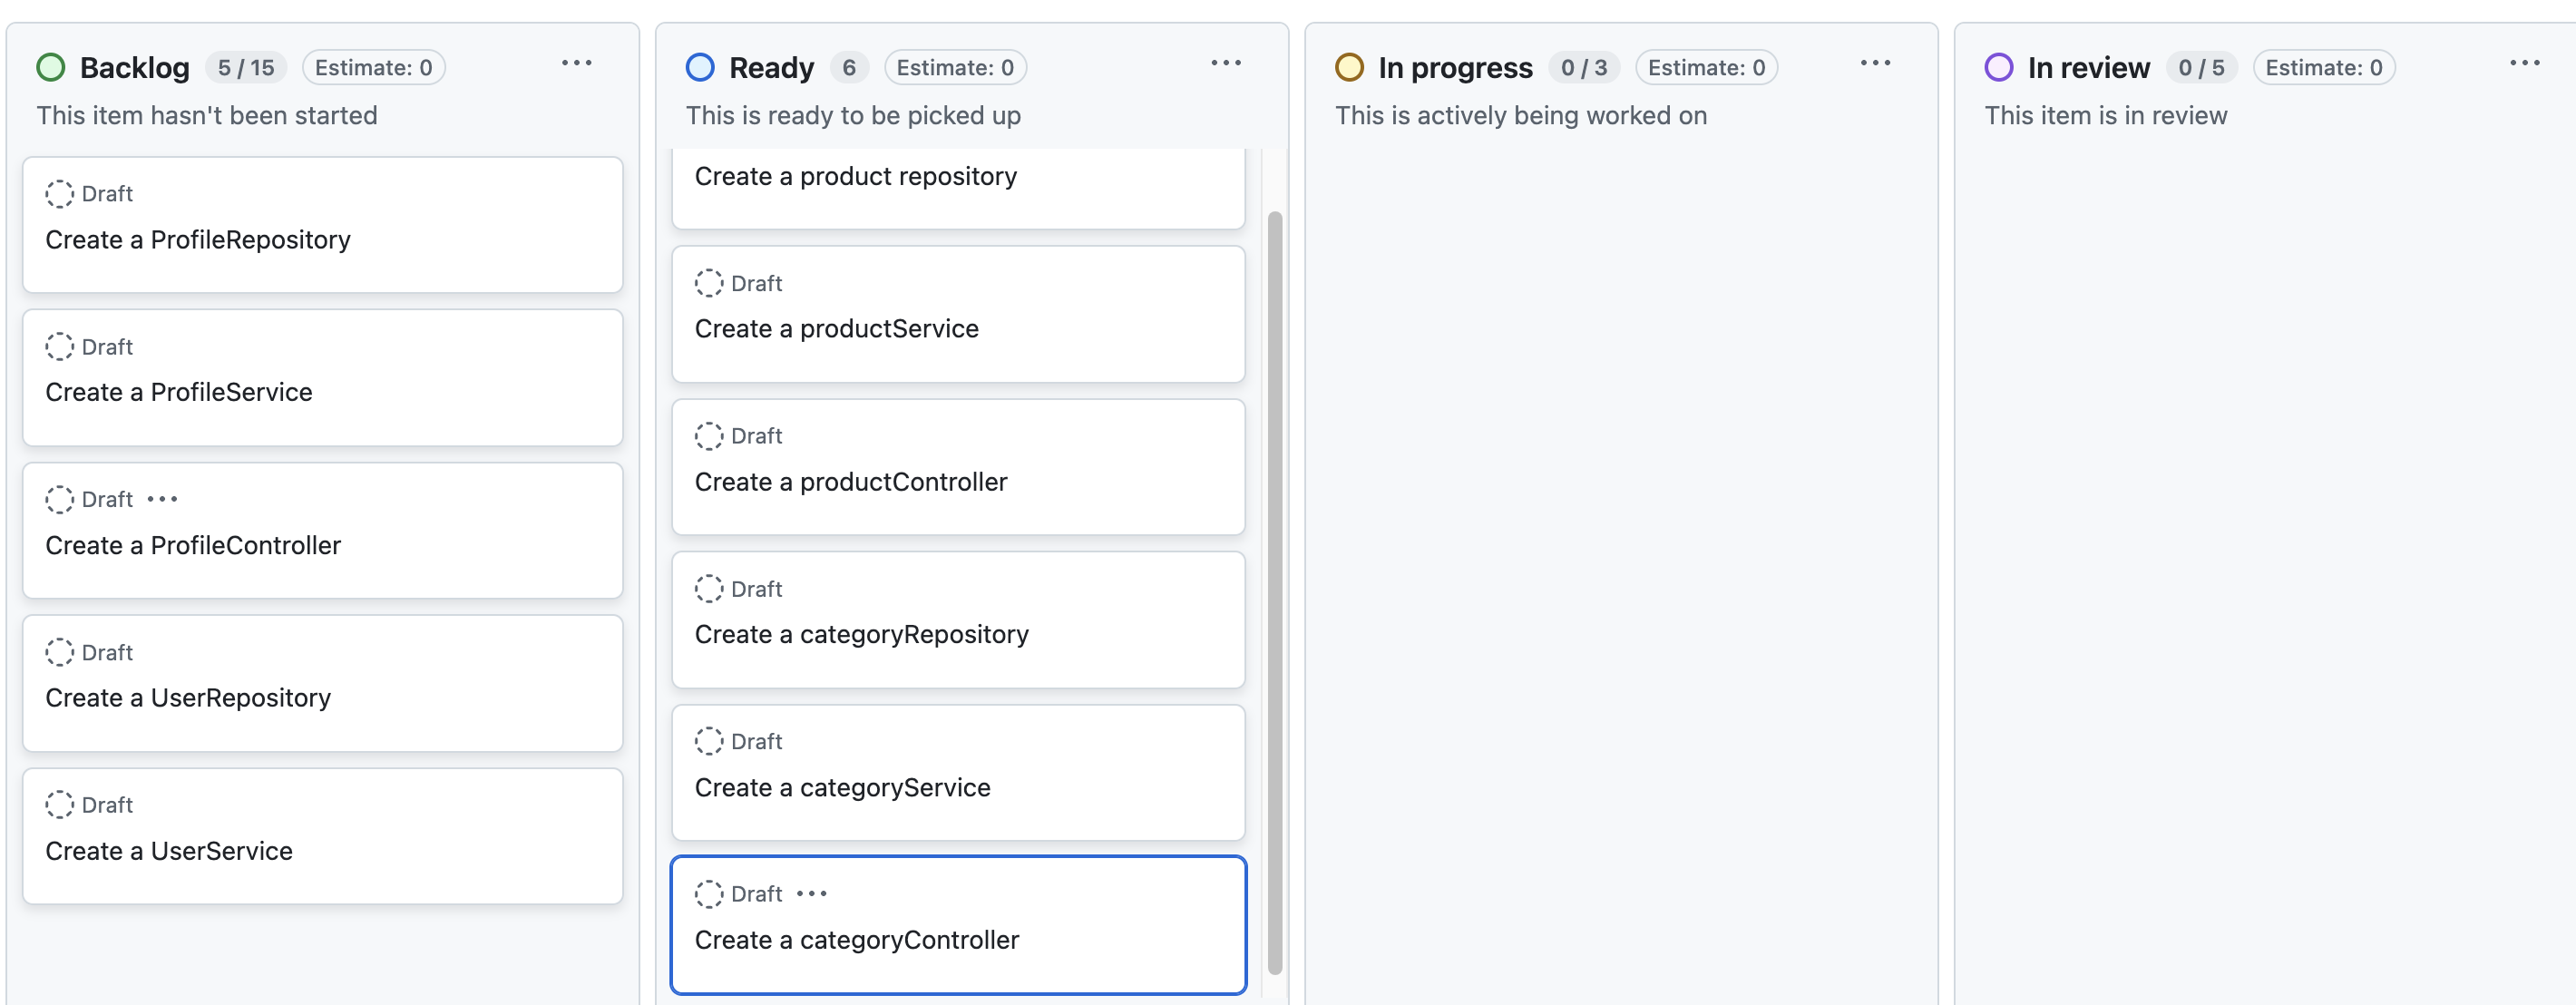 Backlog 5 / 15 Estimate: 0 ...
This item hasn't been started
Draft
Create a ProfileRepository
Draft
Create a ProfileService
Draft ...
Create a ProfileController
Draft
Create a UserRepository
Draft
Create a UserService
Ready 6 Estimate: 0 ...
This is ready to be picked up
Create a product repository
Draft
Create a productService
Draft
Create a productController
Draft
Create a categoryRepository
Draft
Create a categoryService
Draft ...
Create a categoryController
In progress 0 / 3 Estimate: 0 ...
This is actively being worked on
In review 0 / 5 Estimate: 0 ...
This item is in review